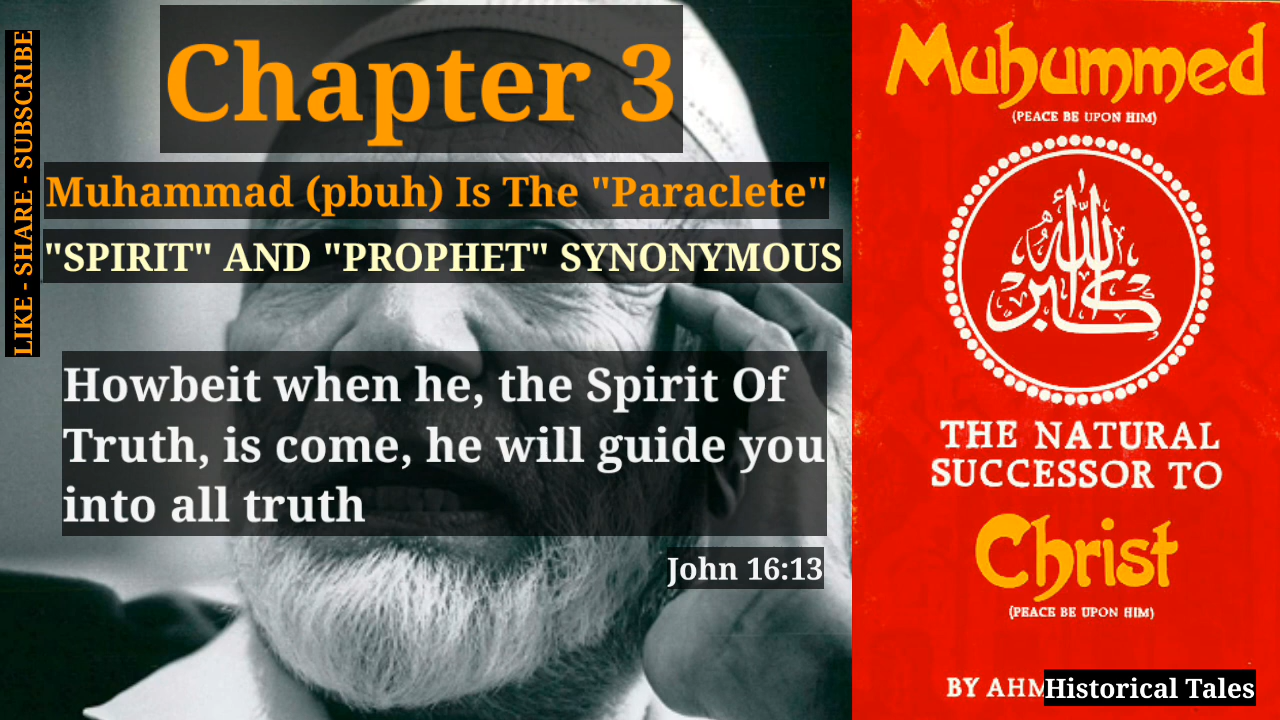 LIKE - SHARE - SUBSCRIBE
Chapter 3
Muhammad (pbuh) Is The "Paraclete"
"SPIRIT" AND "PROPHET" SYNONYMOUS
Howbeit when he, the Spirit Of
Truth, is come, he will guide you
into all truth
John 16:13
Muhummed
(PEACE BE UPON HIM)
الله أكبر
THE NATURAL
SUCCESSOR TO
Christ
(PEACE BE UPON HIM)
BY
Historical Tales